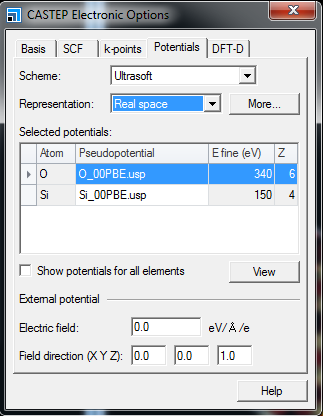 CASTEP Electronic Options
Basis SCF k-points Potentials DFT-D
Scheme: Ultrasoft
Representation: Real space More...
Selected potentials:
Atom Pseudopotential E fine (eV) Z
O O_00PBE.usp 340 6
Si Si_00PBE.usp 150 4
Show potentials for all elements View
External potential
Electric field: 0.0 eV/ Å /e
Field direction (X Y Z): 0.0 0.0 1.0
Help